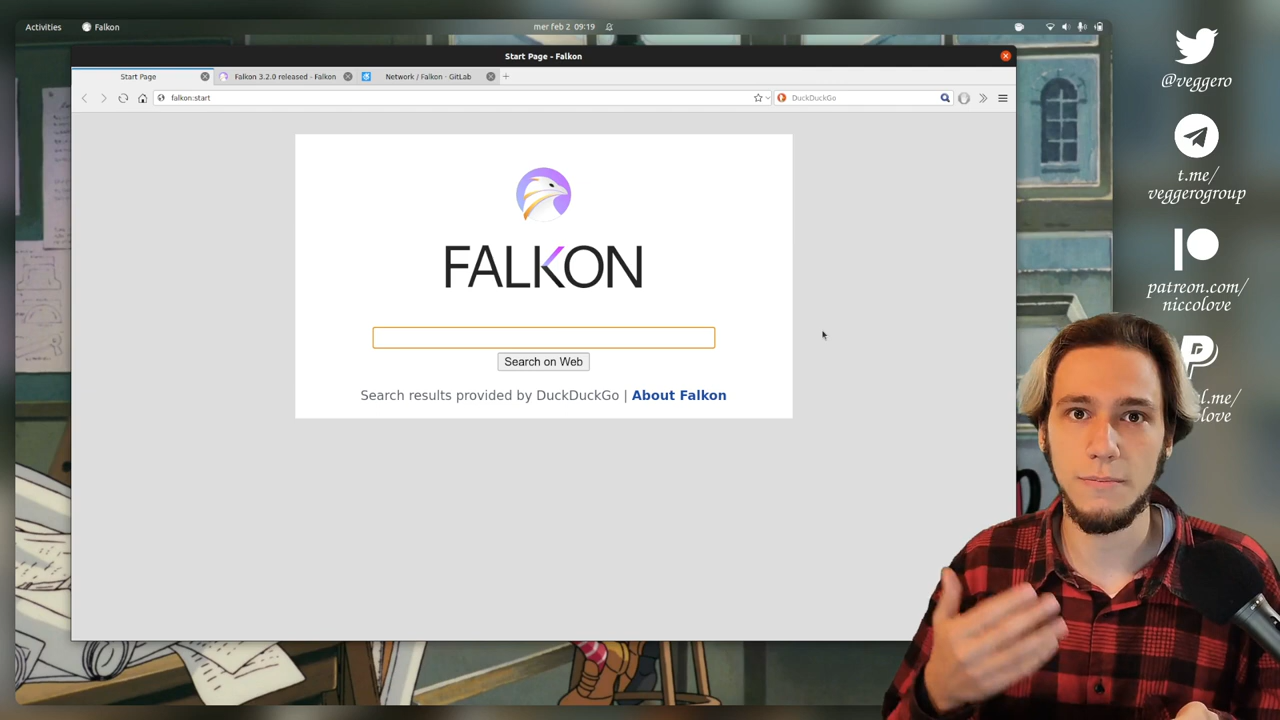 Activities
Falkon
mer feb 2 09:19
Start Page - Falkon
Start Page
Falkon 3.2.0 released - Falkon
Network / Falkon · GitLab
falkon:start
DuckDuckGo
FALKON
Search on Web
Search results provided by DuckDuckGo | About Falkon
@veggero
t.me/
veggerogroup
patreon.com/
niccolove
l.me/
love